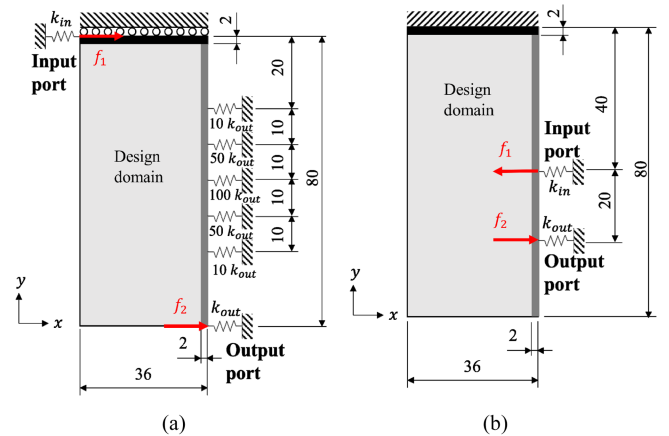 k_in
Input
port
f_1
2
20
10 k_out
10
50 k_out
10
100 k_out
10
50 k_out
10
10 k_out
80
Design
domain
f_2
k_out
Output
port
y
x
2
36
(a)
2
Design
domain
40
Input
port
f_1
k_in
80
20
f_2
k_out
Output
port
y
x
2
36
(b)